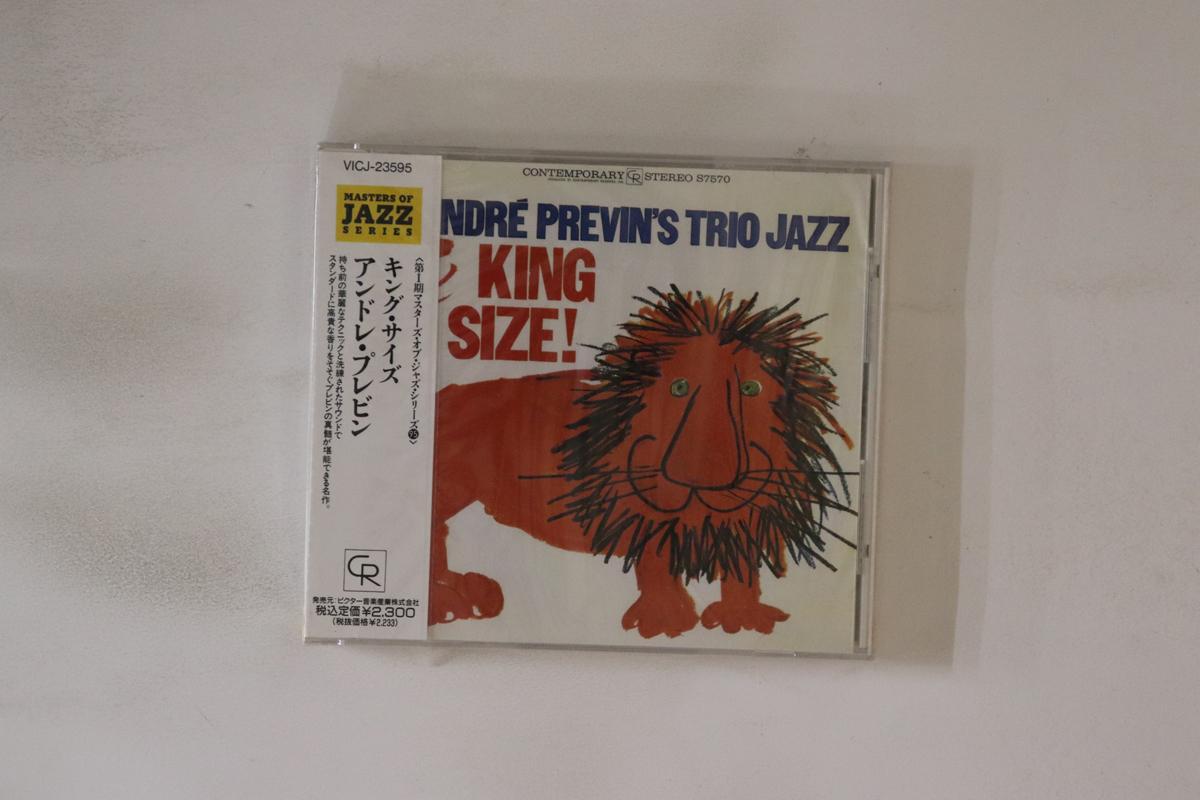 VICJ-23595
MASTERS OF
JAZZ
SERIES
〈第1期マスターズ・オブ・ジャズ・シリーズ95〉
キング・サイズ
アンドレ・プレビン
持ち前の華麗なテクニックと洗練されたサウンドで
スタンダードに高貴な香りをそそぐプレビンの真髄が堪能できる名作。
CR
発売元:ビクター音楽産業株式会社
税込定価¥2,300
(税抜価格¥2,233)
CONTEMPORARY CR STEREO S7570
NDRÉ PREVIN'S TRIO JAZZ
KING
SIZE!